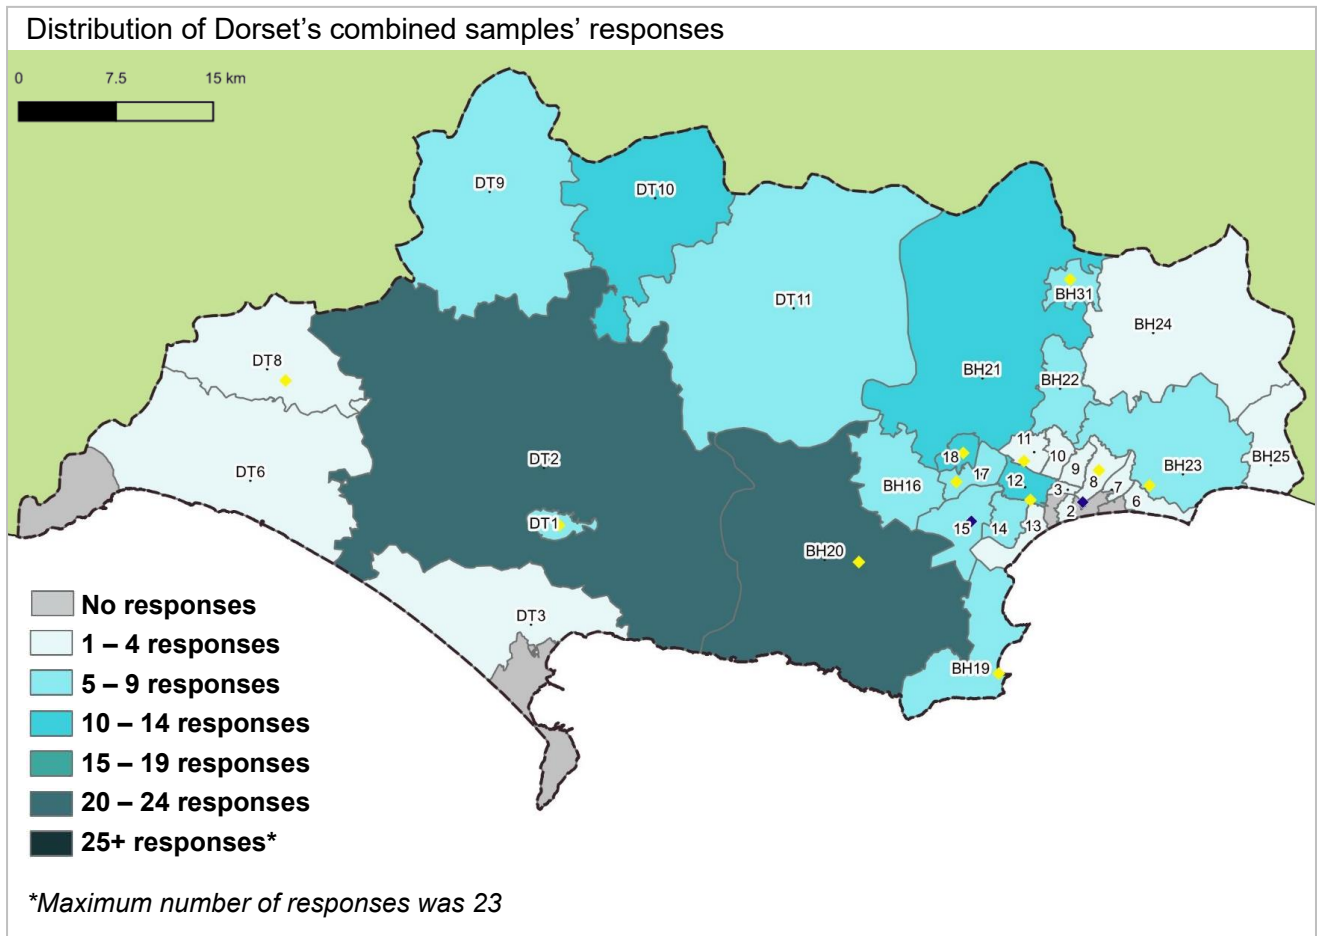 Distribution of Dorset’s combined samples’ responses
0 7.5 15 km
DT9
DT10
DT11
BH31
BH24
DT8
BH21
BH22
DT6
DT2
11
10
18
17
9
BH23
BH25
BH16
12
3
8
7
6
2
DT1
15
14
13
BH20
DT3
BH19
No responses
1 – 4 responses
5 – 9 responses
10 – 14 responses
15 – 19 responses
20 – 24 responses
25+ responses*
*Maximum number of responses was 23